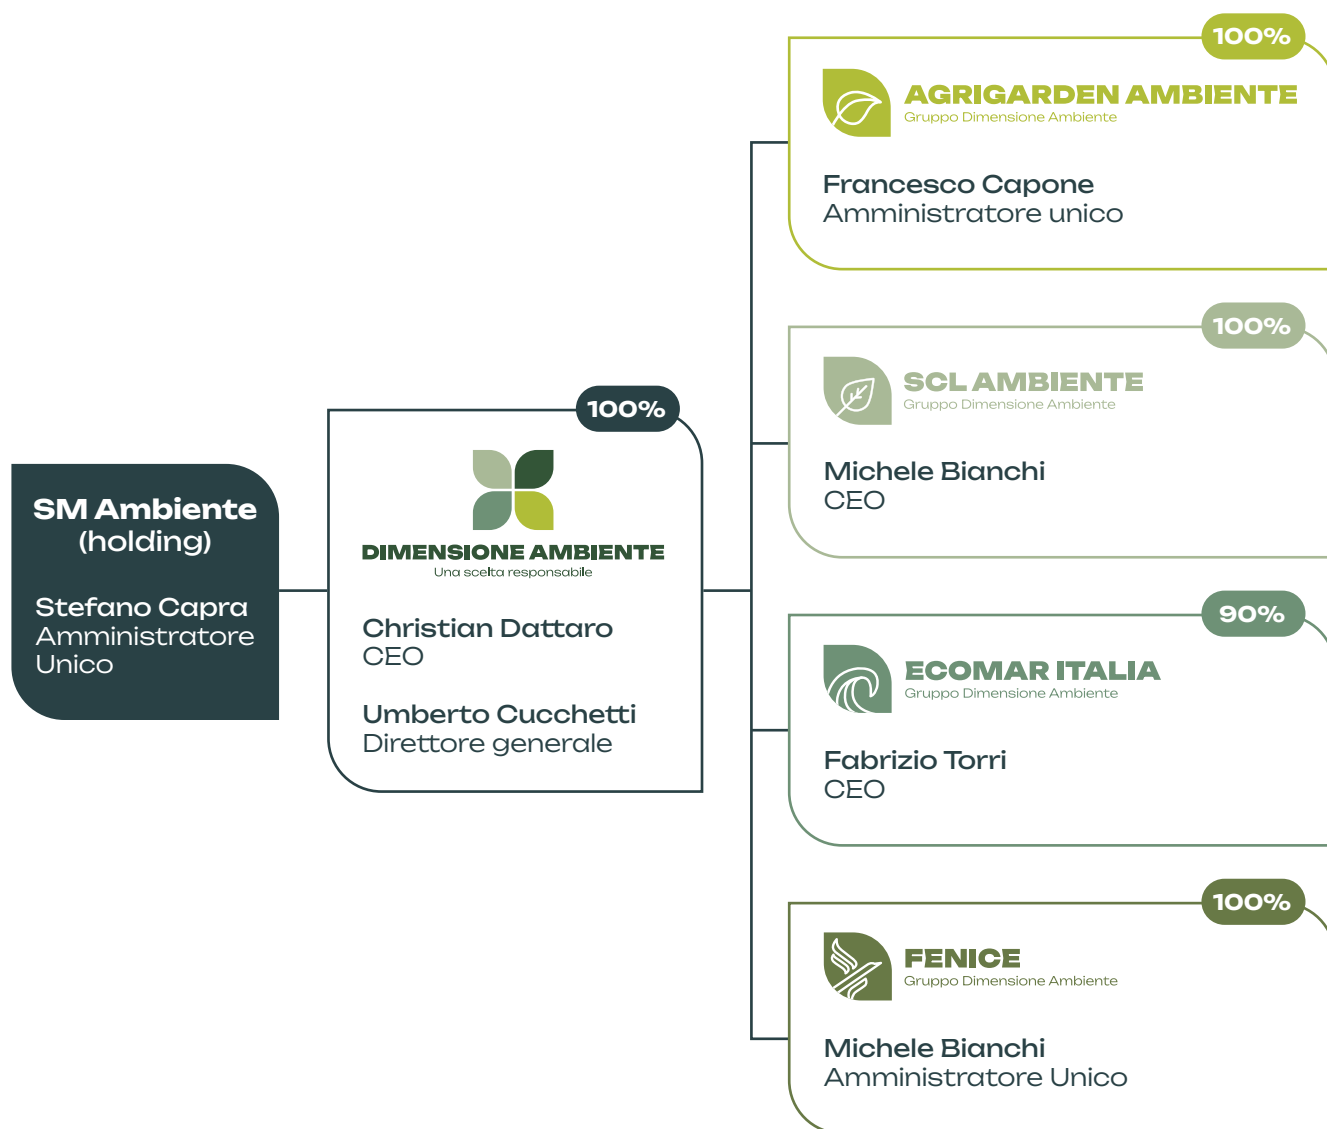 SM Ambiente
(holding)
Stefano Capra
Amministratore
Unico
100%
DIMENSIONE AMBIENTE
Una scelta responsabile
Christian Dattaro
CEO
Umberto Cucchetti
Direttore generale
100%
AGRIGARDEN AMBIENTE
Gruppo Dimensione Ambiente
Francesco Capone
Amministratore unico
100%
SCL AMBIENTE
Gruppo Dimensione Ambiente
Michele Bianchi
CEO
90%
ECOMAR ITALIA
Gruppo Dimensione Ambiente
Fabrizio Torri
CEO
100%
FENICE
Gruppo Dimensione Ambiente
Michele Bianchi
Amministratore Unico